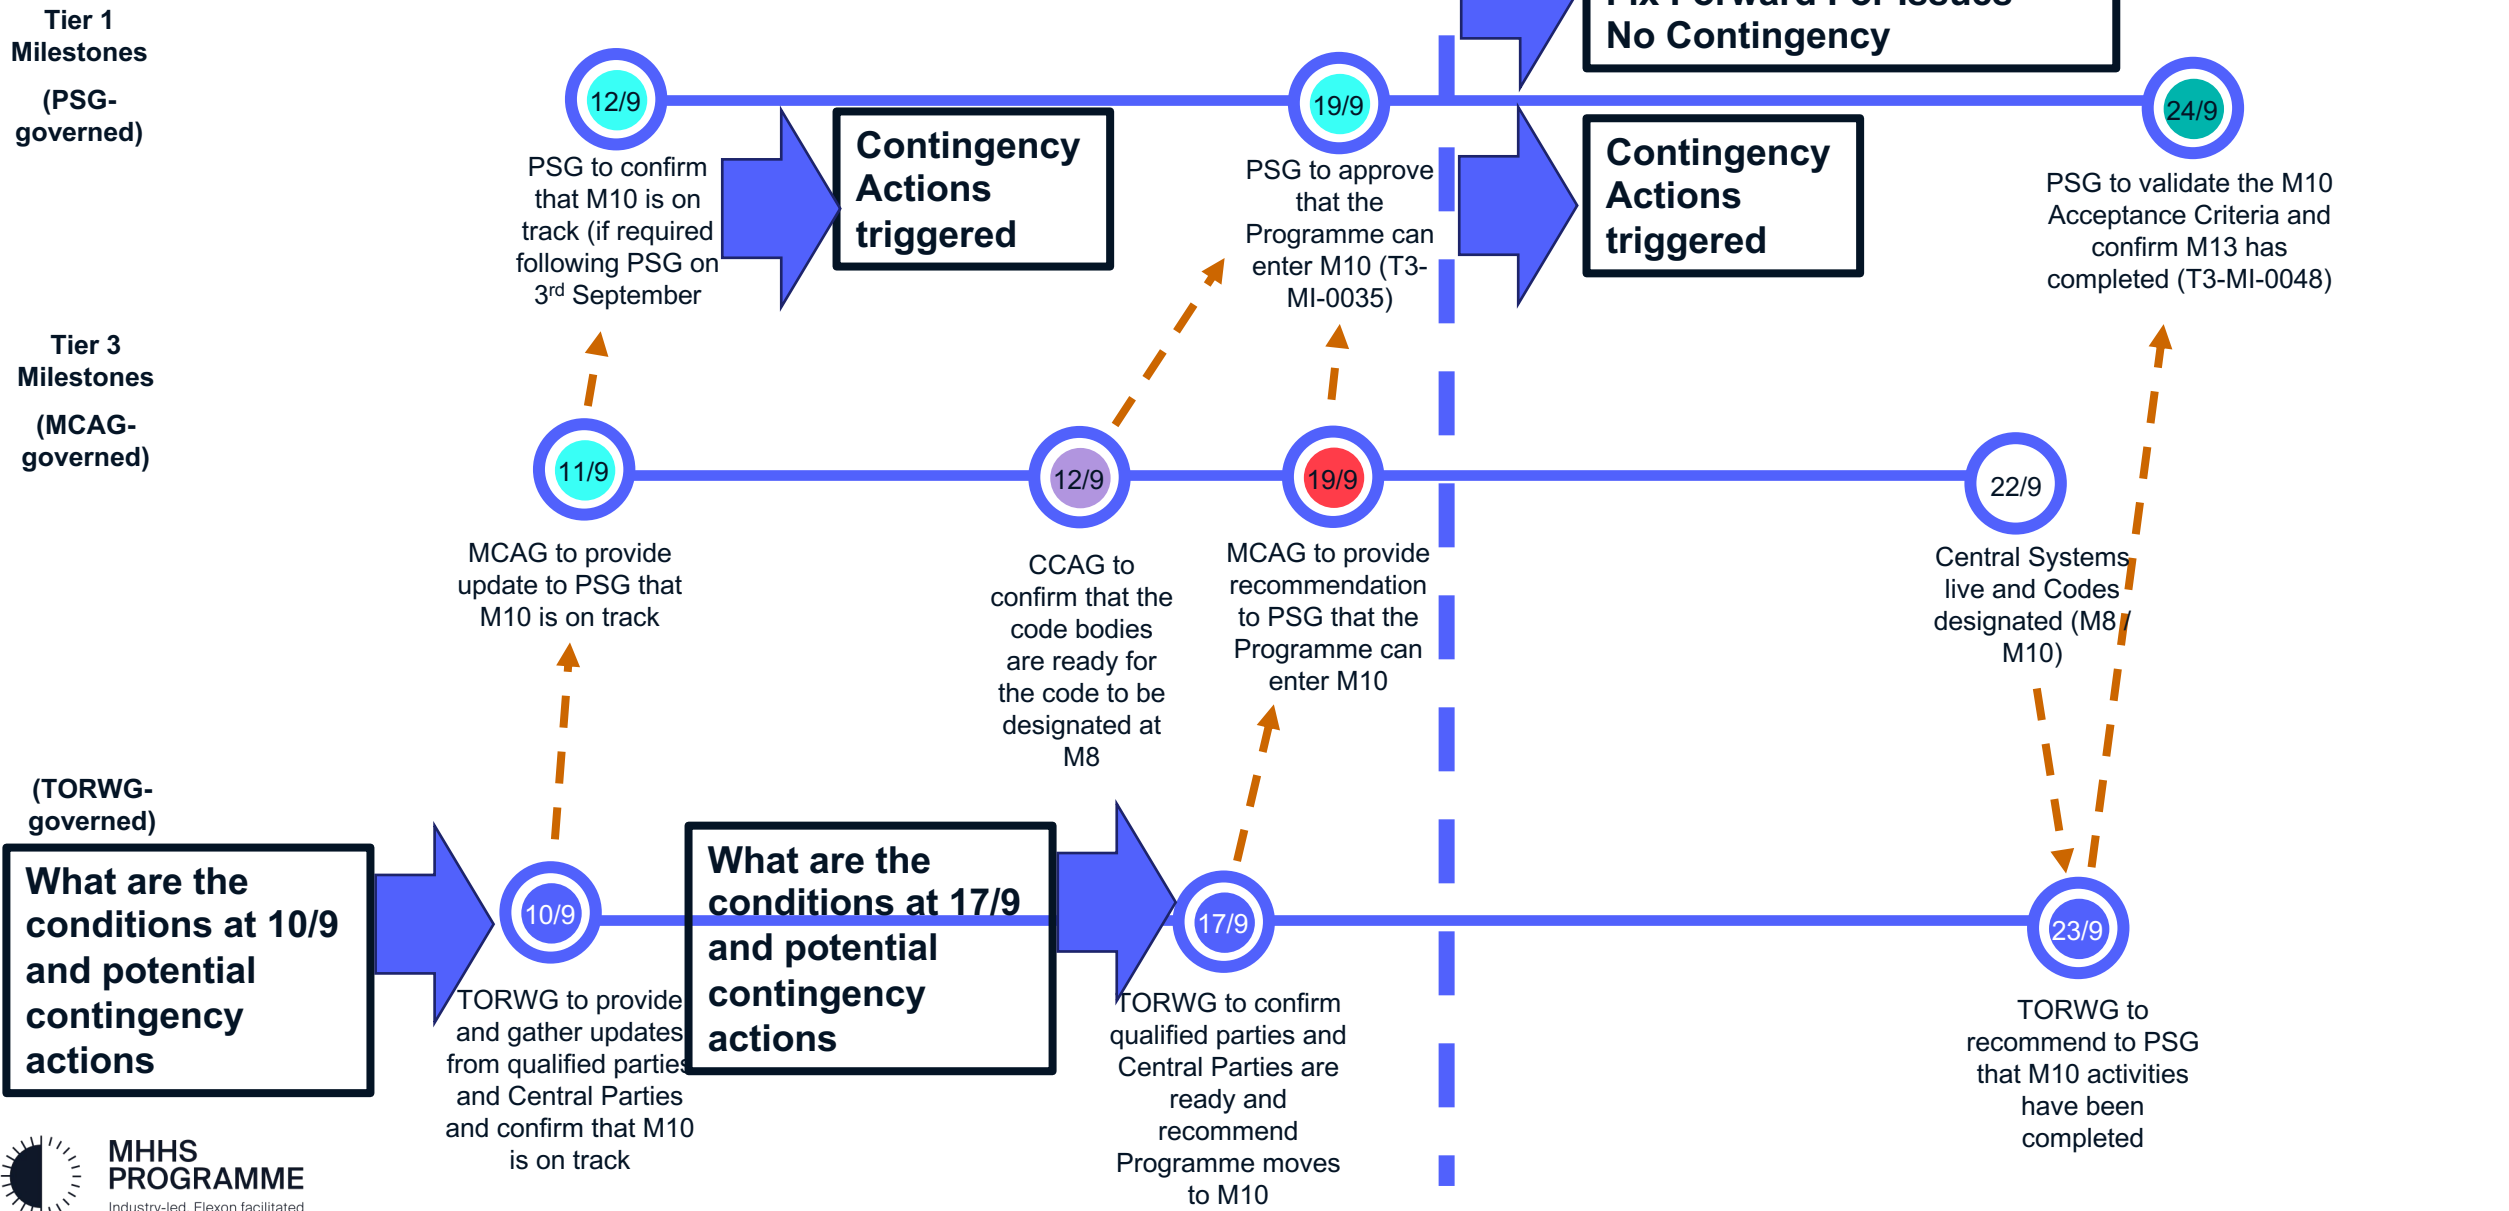 Tier 1
Milestones
(PSG-
governed)
Fix Forward For Issues
No Contingency
12/9
19/9
24/9
PSG to confirm
that M10 is on
track (if required
following PSG on
3rd September
Contingency
Actions
triggered
PSG to approve
that the
Programme can
enter M10 (T3-
MI-0035)
Contingency
Actions
triggered
PSG to validate the M10
Acceptance Criteria and
confirm M13 has
completed (T3-MI-0048)
Tier 3
Milestones
(MCAG-
governed)
11/9
12/9
19/9
22/9
MCAG to provide
update to PSG that
M10 is on track
CCAG to
confirm that the
code bodies
are ready for
the code to be
designated at
M8
MCAG to provide
recommendation
to PSG that the
Programme can
enter M10
Central Systems
live and Codes
designated (M8 /
M10)
(TORWG-
governed)
What are the
conditions at 10/9
and potential
contingency
actions
10/9
What are the
conditions at 17/9
and potential
contingency
actions
17/9
23/9
TORWG to provide
and gather updates
from qualified parties
and Central Parties
and confirm that M10
is on track
TORWG to confirm
qualified parties and
Central Parties are
ready and
recommend
Programme moves
to M10
TORWG to
recommend to PSG
that M10 activities
have been
completed
MHHS
PROGRAMME
Industry-led, Elexon facilitated